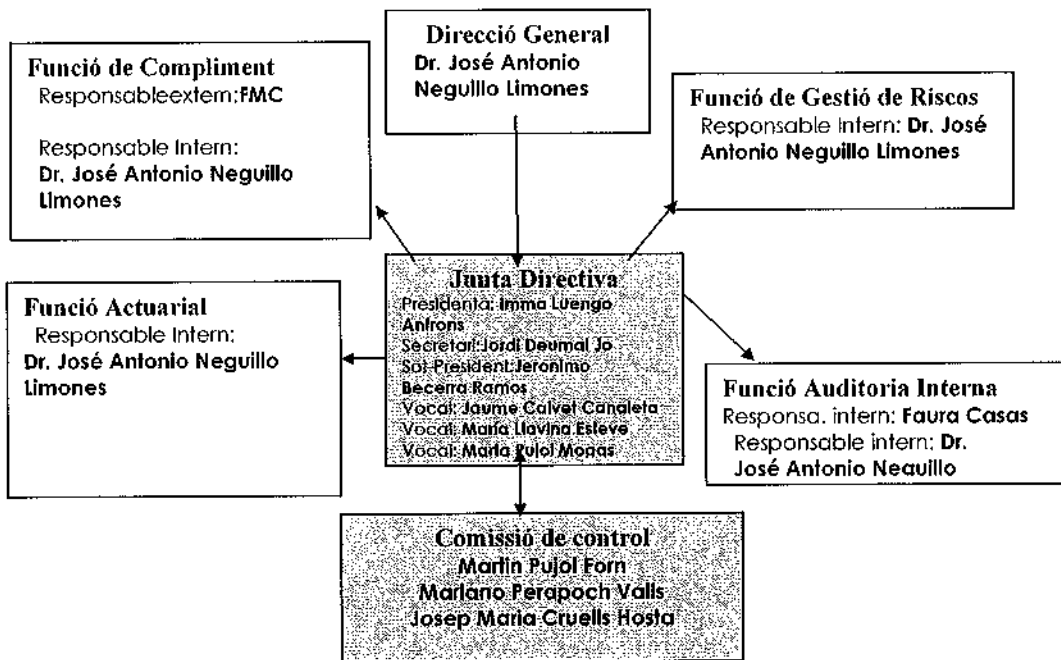 Direcció General
Dr. José Antonio
Neguillo Limones
Funció de Compliment
Responsableextern:FMC
Responsable Intern:
Dr. José Antonio Neguillo
Limones
Funció de Gestió de Riscos
Responsable Intern: Dr. José
Antonio Neguillo Limones
Junta Directiva
Presidenta: Imma Luengo
Antrons
Secretari:Jordi Deumal Jo
Sot-President:Jeronimo
Becerra Ramos
Vocal: Jaume Calvet Canaleta
Vocal: Maria Llavina Esteve
Vocal: Marta Pujol Mogas
Funció Actuarial
Responsable Intern:
Dr. José Antonio Neguillo
Limones
Funció Auditoria Interna
Responsa. intern: Faura Casas
Responsable intern: Dr.
José Antonio Neguillo
Comissió de control
Martin Pujol Forn
Mariano Perapoch Valls
Josep Maria Cruells Hosta